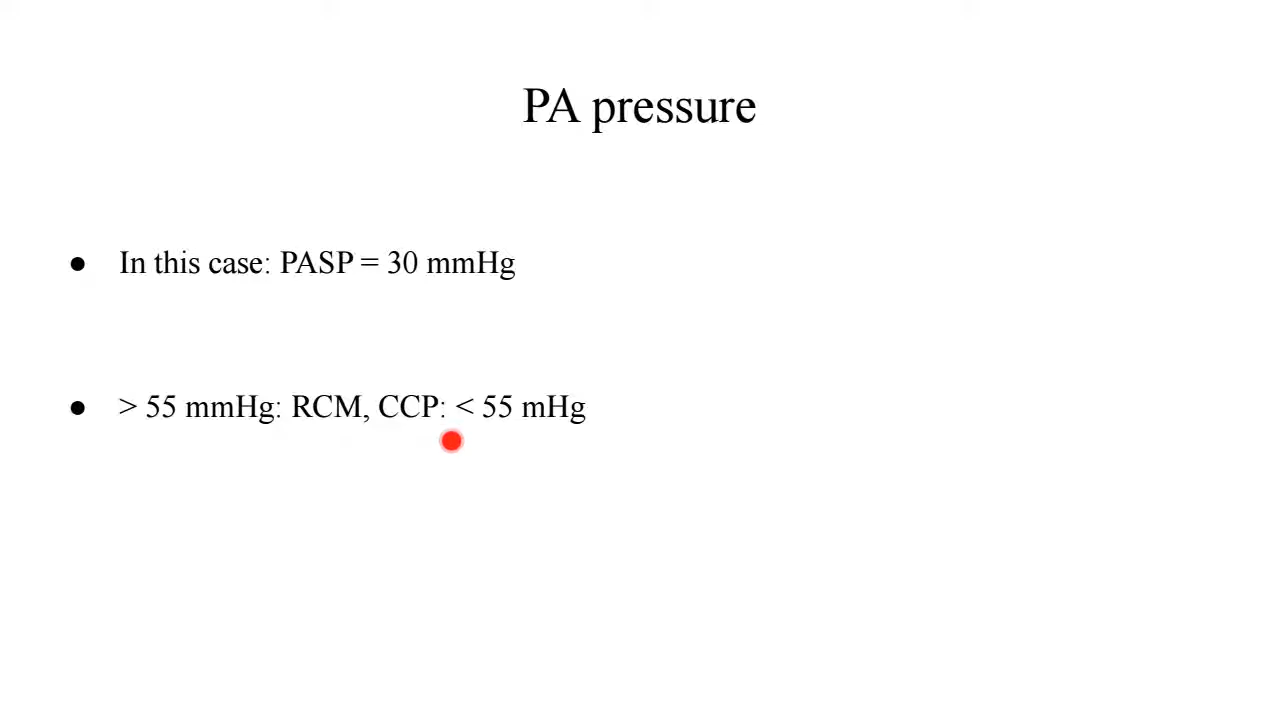 PA pressure
● In this case: PASP = 30 mmHg
● > 55 mmHg: RCM, CCP: < 55 mHg